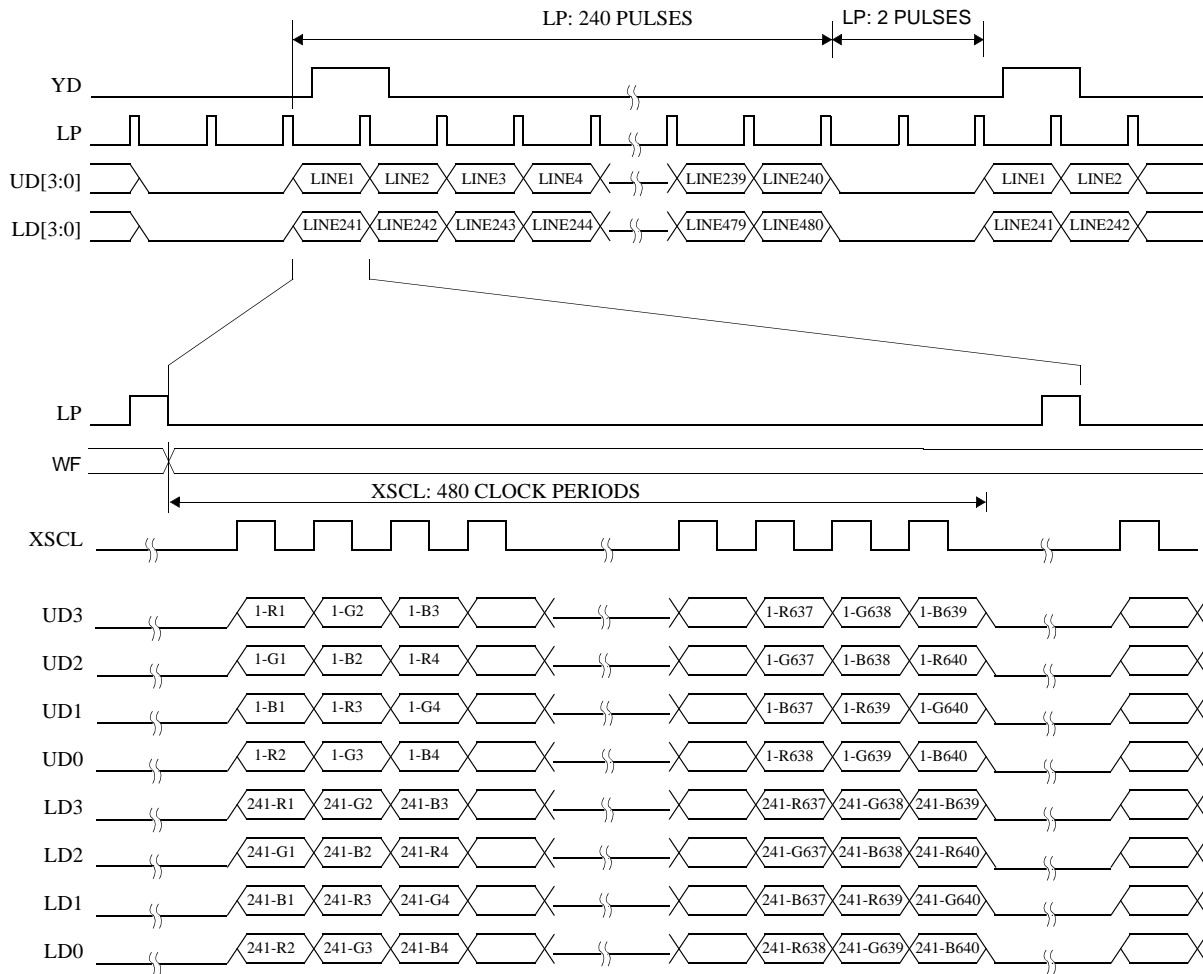 LP: 240 PULSES LP: 2 PULSES
YD
LP
UD[3:0] LINE1 LINE2 LINE3 LINE4 LINE239 LINE240 LINE1 LINE2
LD[3:0] LINE241 LINE242 LINE243 LINE244 LINE479 LINE480 LINE241 LINE242
LP
WF
XSCL: 480 CLOCK PERIODS
XSCL
UD3 1-R1 1-G2 1-B3 1-R637 1-G638 1-B639
UD2 1-G1 1-B2 1-R4 1-G637 1-B638 1-R640
UD1 1-B1 1-R3 1-G4 1-B637 1-R639 1-G640
UD0 1-R2 1-G3 1-B4 1-R638 1-G639 1-B640
LD3 241-R1 241-G2 241-B3 241-R637 241-G638 241-B639
LD2 241-G1 241-B2 241-R4 241-G637 241-B638 241-R640
LD1 241-B1 241-R3 241-G4 241-B637 241-R639 241-G640
LD0 241-R2 241-G3 241-B4 241-R638 241-G639 241-B640